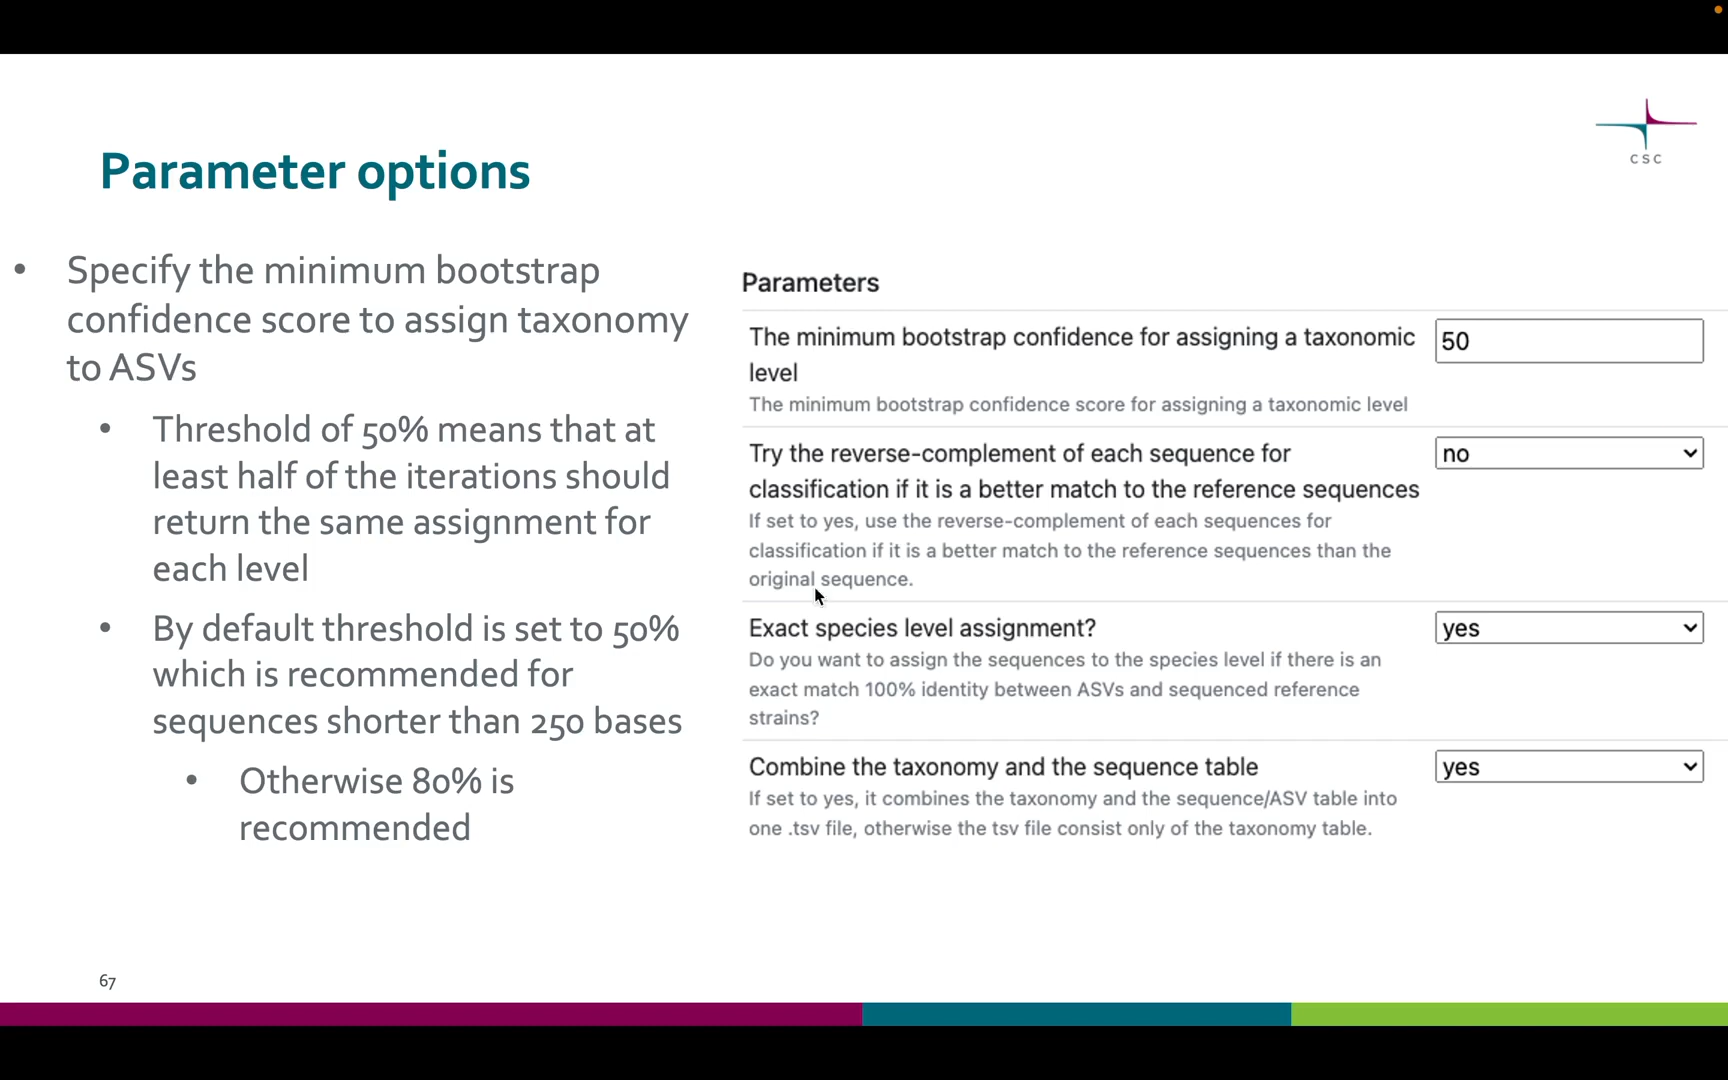 CSC
Parameter options
• Specify the minimum bootstrap
confidence score to assign taxonomy
to ASVs
• Threshold of 50% means that at
least half of the iterations should
return the same assignment for
each level
• By default threshold is set to 50%
which is recommended for
sequences shorter than 250 bases
• Otherwise 80% is
recommended
Parameters
The minimum bootstrap confidence for assigning a taxonomic
level
50
The minimum bootstrap confidence score for assigning a taxonomic level
Try the reverse-complement of each sequence for
classification if it is a better match to the reference sequences
no
If set to yes, use the reverse-complement of each sequences for
classification if it is a better match to the reference sequences than the
original sequence.
Exact species level assignment?
yes
Do you want to assign the sequences to the species level if there is an
exact match 100% identity between ASVs and sequenced reference
strains?
Combine the taxonomy and the sequence table
yes
If set to yes, it combines the taxonomy and the sequence/ASV table into
one .tsv file, otherwise the tsv file consist only of the taxonomy table.
67